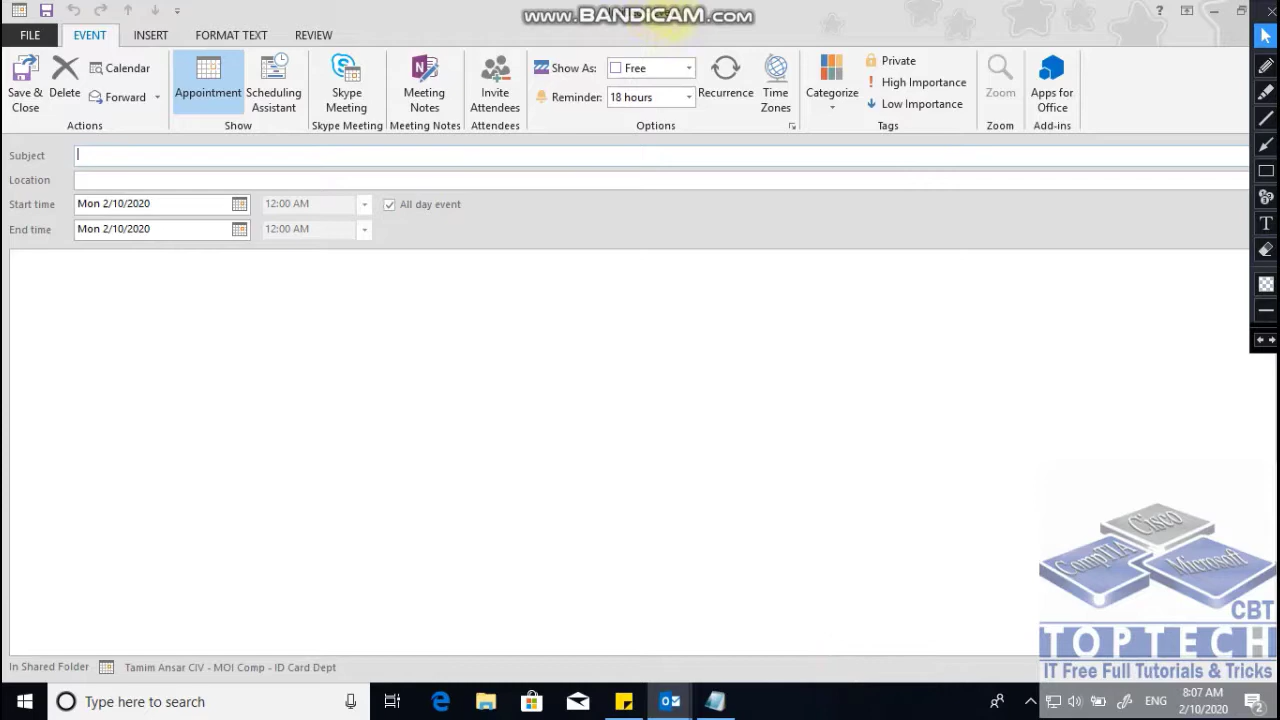 www.BANDICAM.com
FILE EVENT INSERT FORMAT TEXT REVIEW
Save & Close
Delete
Calendar
Forward
Actions
Appointment
Scheduling Assistant
Show
Skype Meeting
Skype Meeting
Meeting Notes
Meeting Notes
Invite Attendees
Attendees
Show As: Free
Reminder: 18 hours
Recurrence
Time Zones
Options
Categorize
Private
High Importance
Low Importance
Tags
Zoom
Zoom
Apps for Office
Add-ins
Subject
Location
Start time Mon 2/10/2020 12:00 AM All day event
End time Mon 2/10/2020 12:00 AM
Cisco
CompTIA
Microsoft
CBT
TOPTECH
IT Free Full Tutorials & Tricks
In Shared Folder Tamim Ansar CIV - MOI Comp - ID Card Dept
Type here to search
ENG
8:07 AM
2/10/2020
2